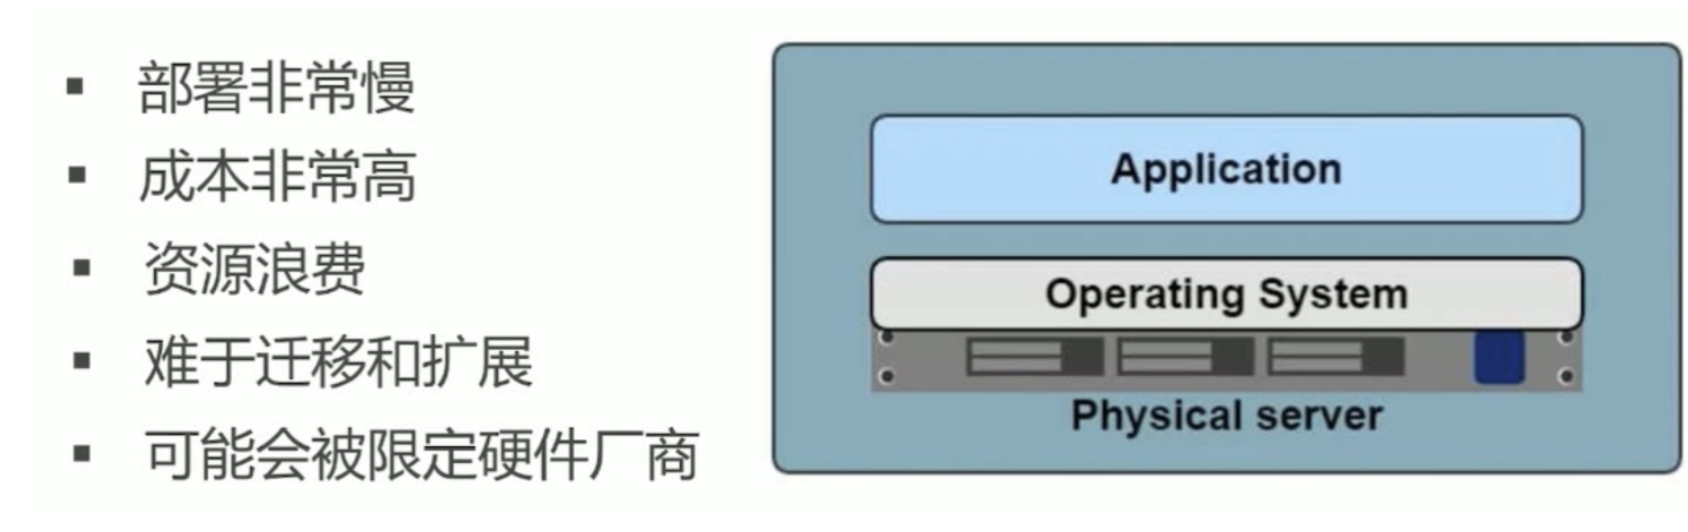 部署非常慢
成本非常高
资源浪费
难于迁移和扩展
可能会被限定硬件厂商
Application
Operating System
Physical server